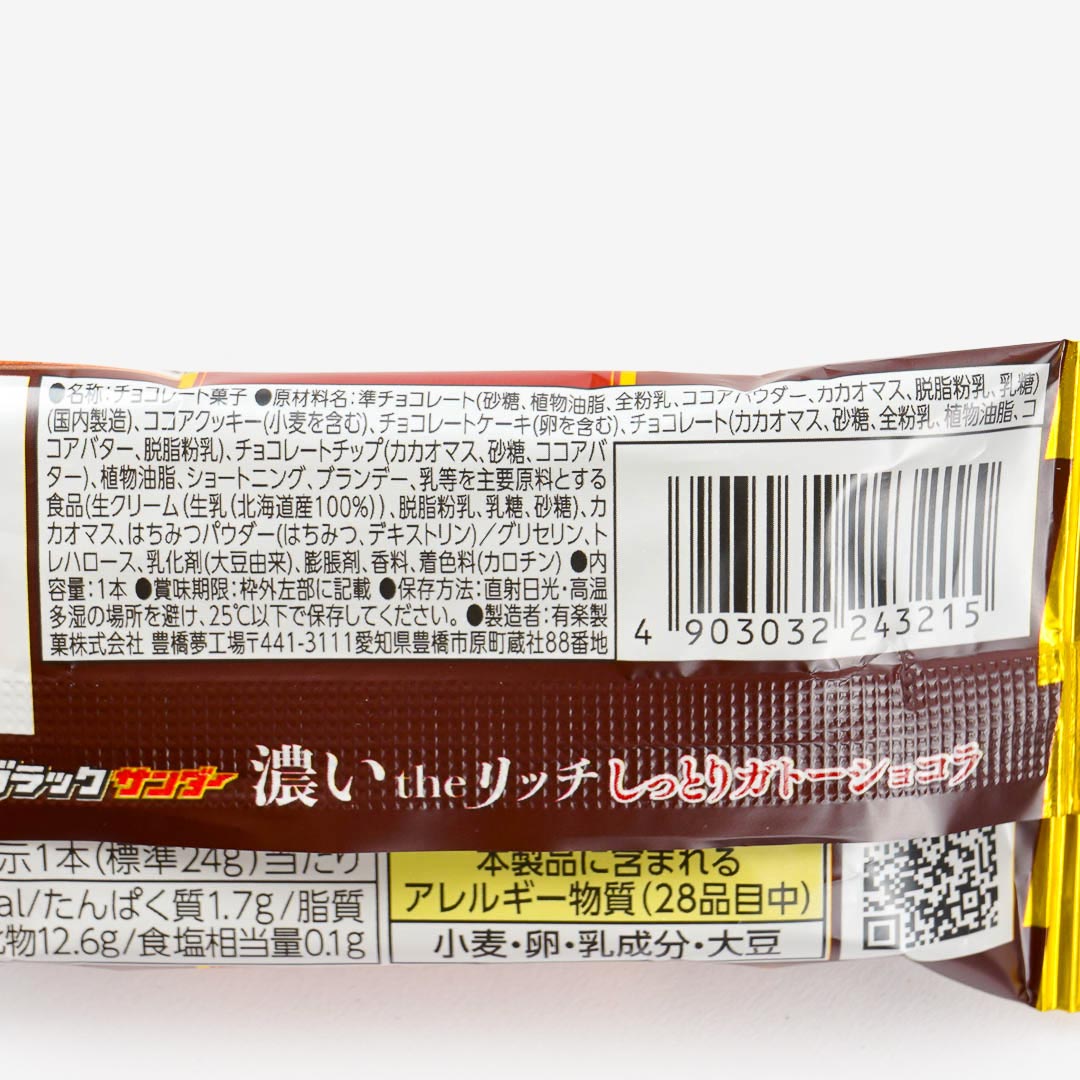 ●名称:チョコレート菓子 ●原材料名:準チョコレート(砂糖、植物油脂、全粉乳、ココアパウダー、カカオマス、脱脂粉乳、乳糖)
(国内製造)、ココアクッキー(小麦を含む)、チョコレートケーキ(卵を含む)、チョコレート(カカオマス、砂糖、全粉乳、植物油脂、コ
コアバター、脱脂粉乳)、チョコレートチップ(カカオマス、砂糖、ココアバ
ター)、植物油脂、ショートニング、ブランデー、乳等を主要原料とする
食品(生クリーム(生乳(北海道産100%))、脱脂粉乳、乳糖、砂糖)、カ
カオマス、はちみつパウダー(はちみつ、デキストリン)/グリセリン、ト
レハロース、乳化剤(大豆由来)、膨脹剤、香料、着色料(カロチン) ●内
容量:1本 ●賞味期限:枠外左部に記載 ●保存方法:直射日光・高温
多湿の場所を避け、25℃以下で保存してください。 ●製造者:有楽製
菓株式会社 豊橋夢工場〒441-3111愛知県豊橋市原町蔵社88番地
4 903032 243215
ブラックサンダー 濃いtheリッチしっとりガトーショコラ
示1本(標準24g)当たり
al/たんぱく質1.7g/脂質
化物12.6g/食塩相当量0.1g
本製品に含まれる
アレルギー物質(28品目中)
小麦・卵・乳成分・大豆